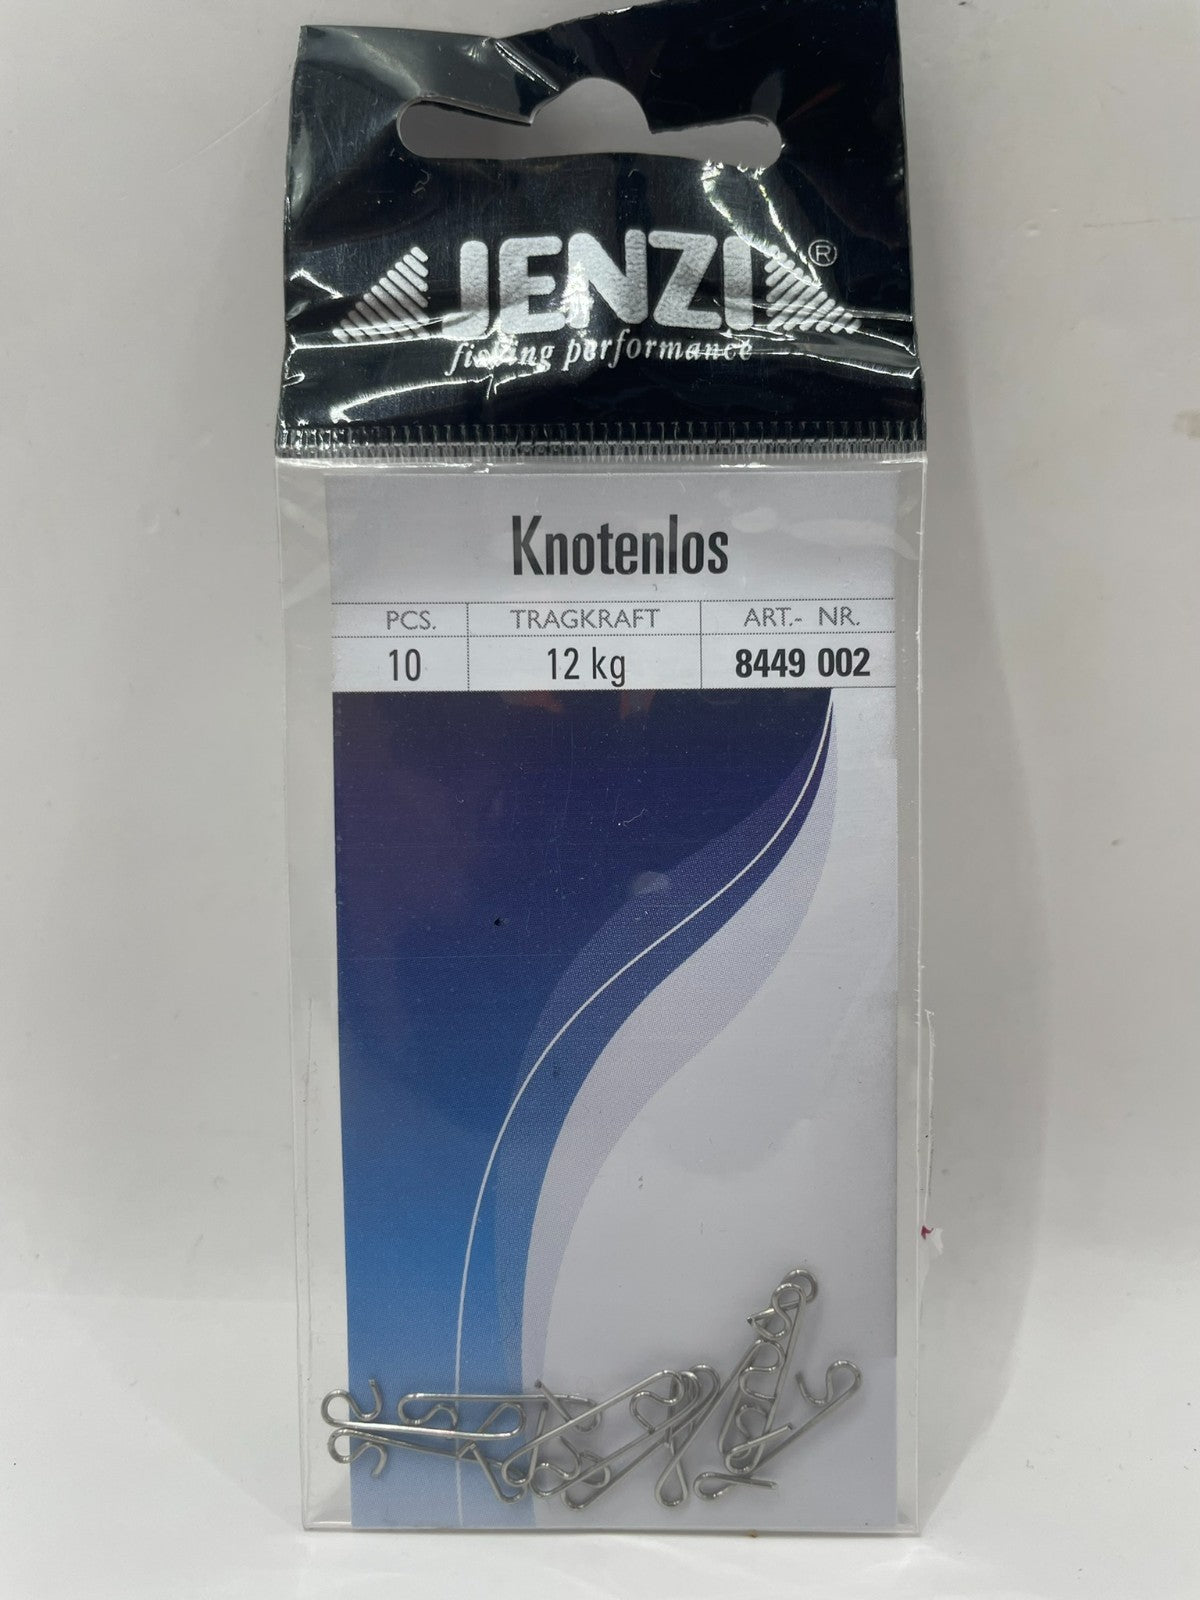 JENZI ®
fishing performance
Knotenlos
PCS. TRAGKRAFT ART.- NR.
10 12 kg 8449 002